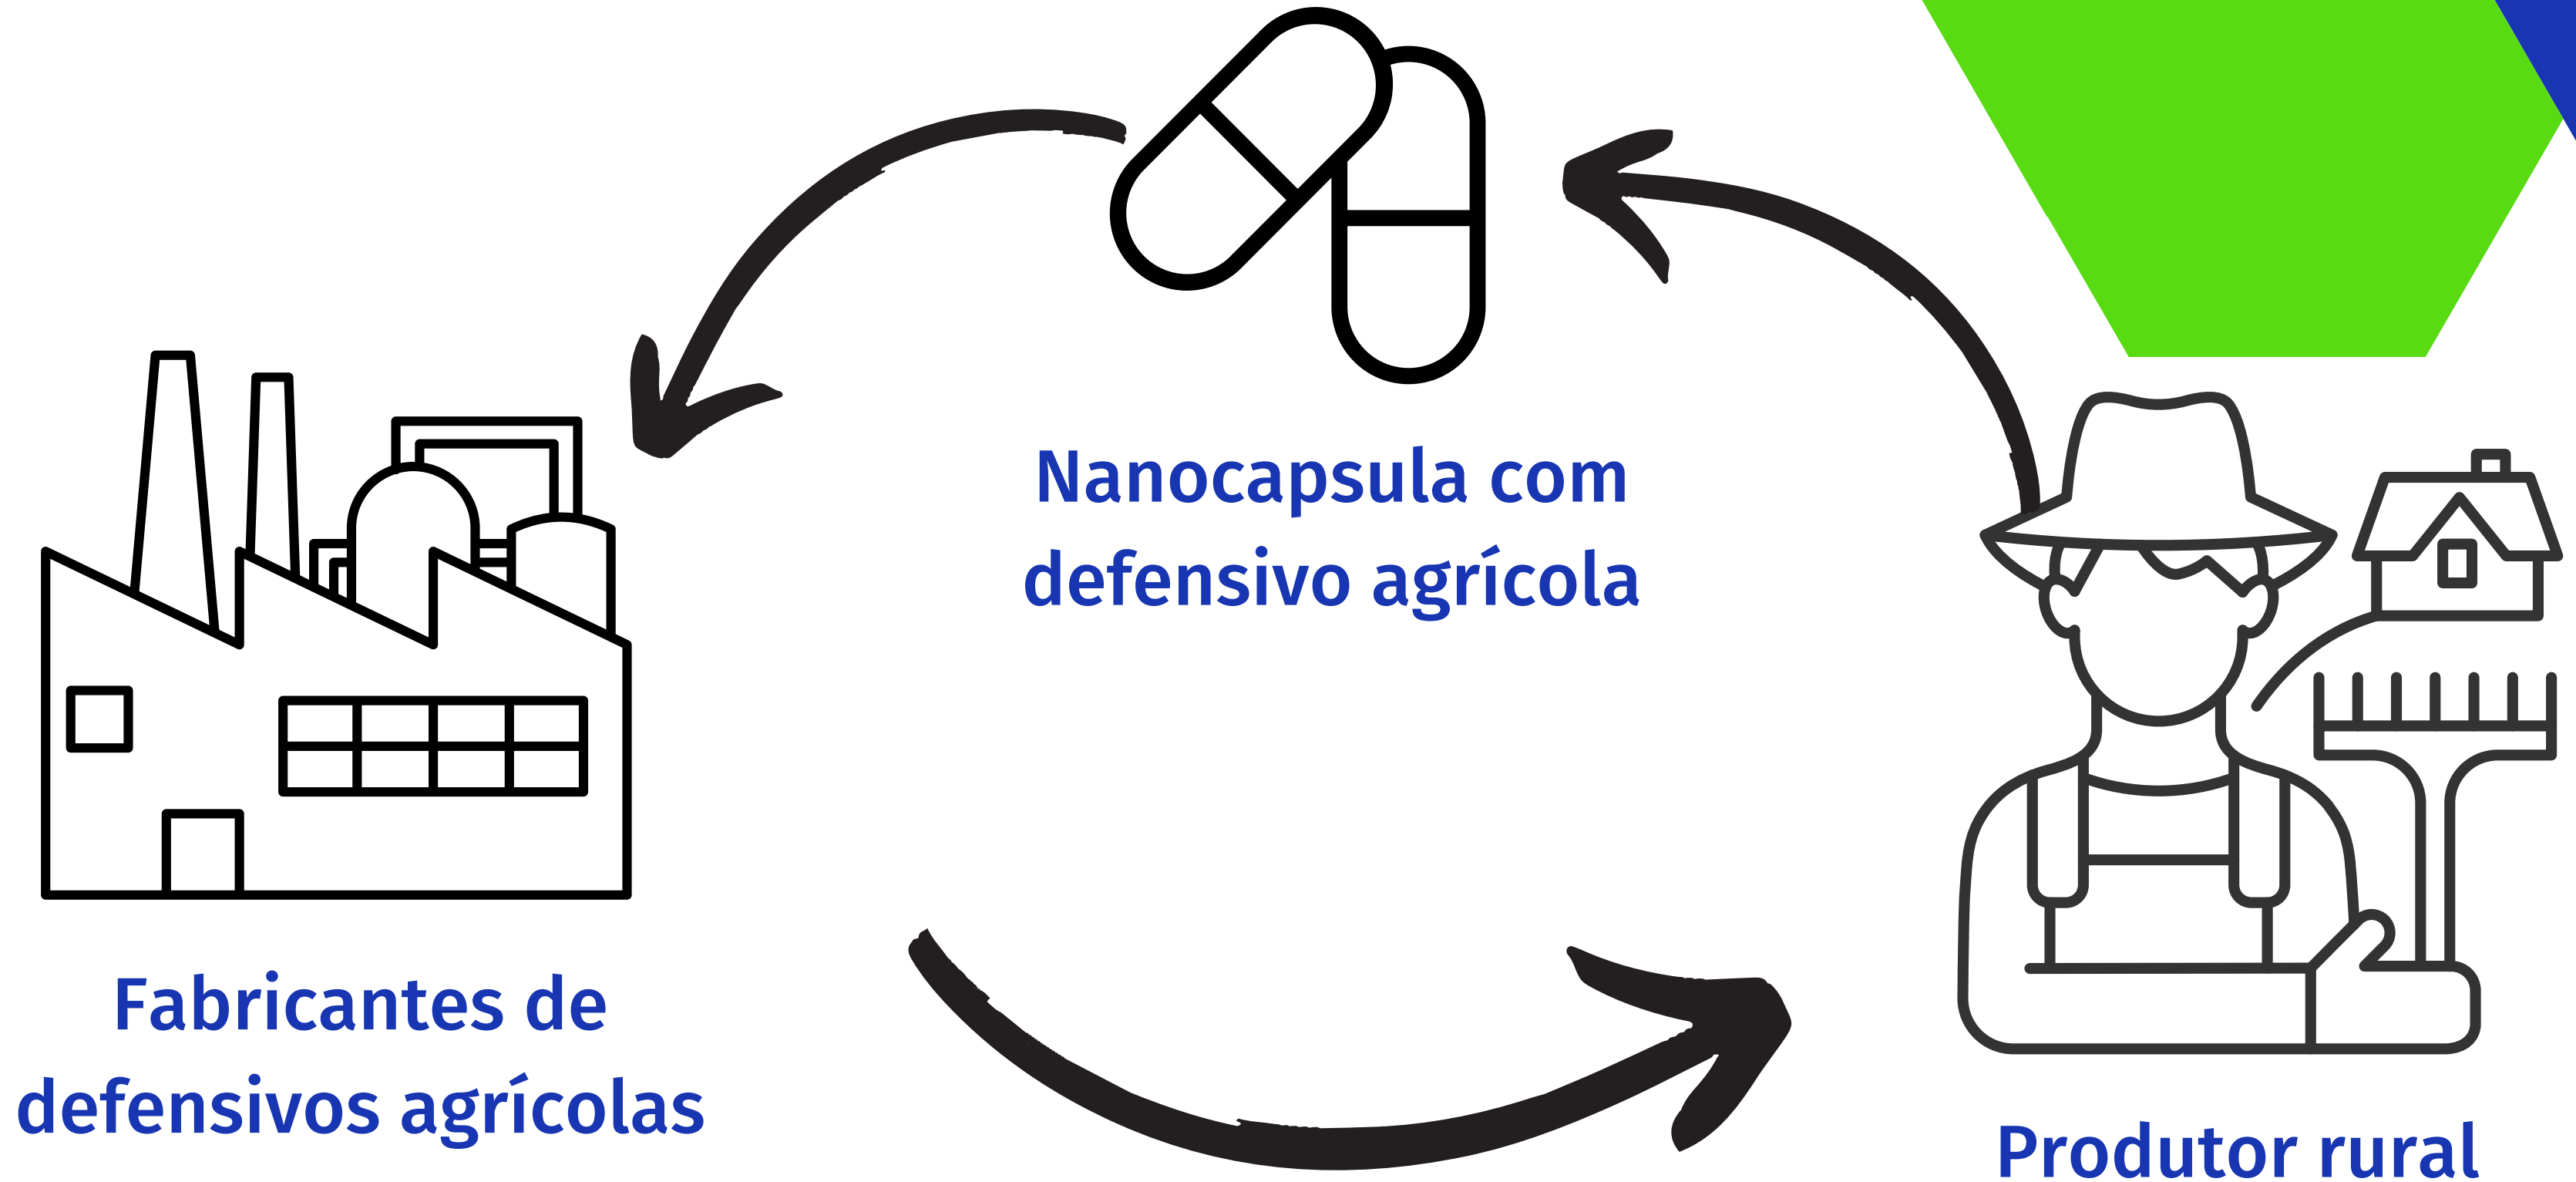 Nanocapsula com
defensivo agrícola
Fabricantes de
defensivos agrícolas
Produtor rural